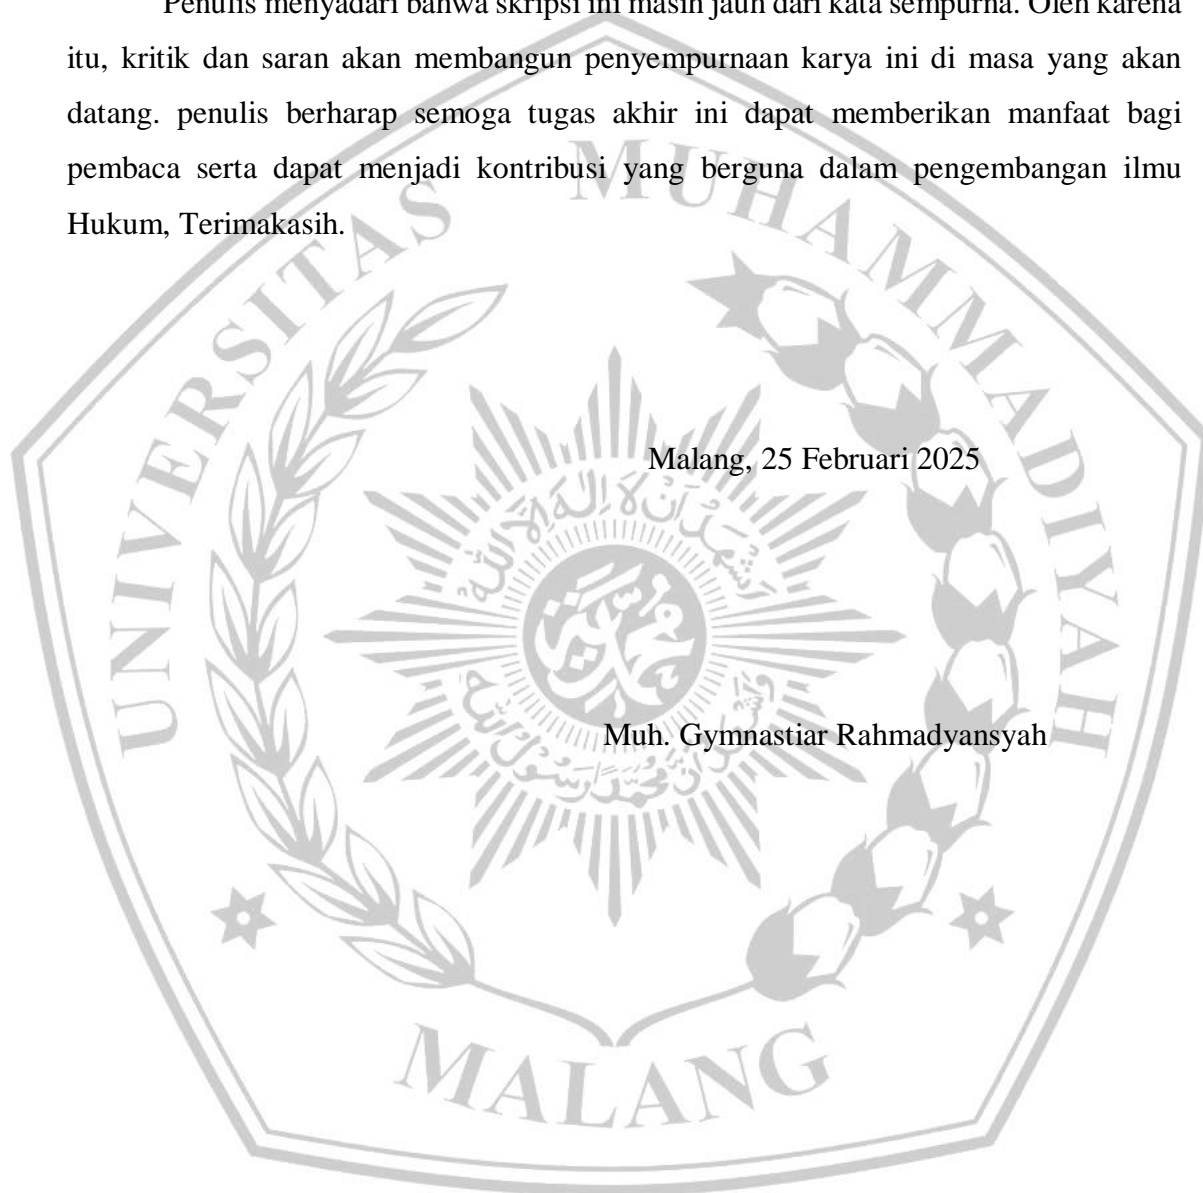 Penulis menyadari bahwa skripsi ini masih jauh dari kata sempurna. Oleh karena
itu, kritik dan saran akan membangun penyempurnaan karya ini di masa yang akan
datang. penulis berharap semoga tugas akhir ini dapat memberikan manfaat bagi
pembaca serta dapat menjadi kontribusi yang berguna dalam pengembangan ilmu
Hukum, Terimakasih.
UNIVERSITAS MUHAMMADIYAH
Malang, 25 Februari 2025
Muh. Gymnastiar Rahmadyansyah
MALANG